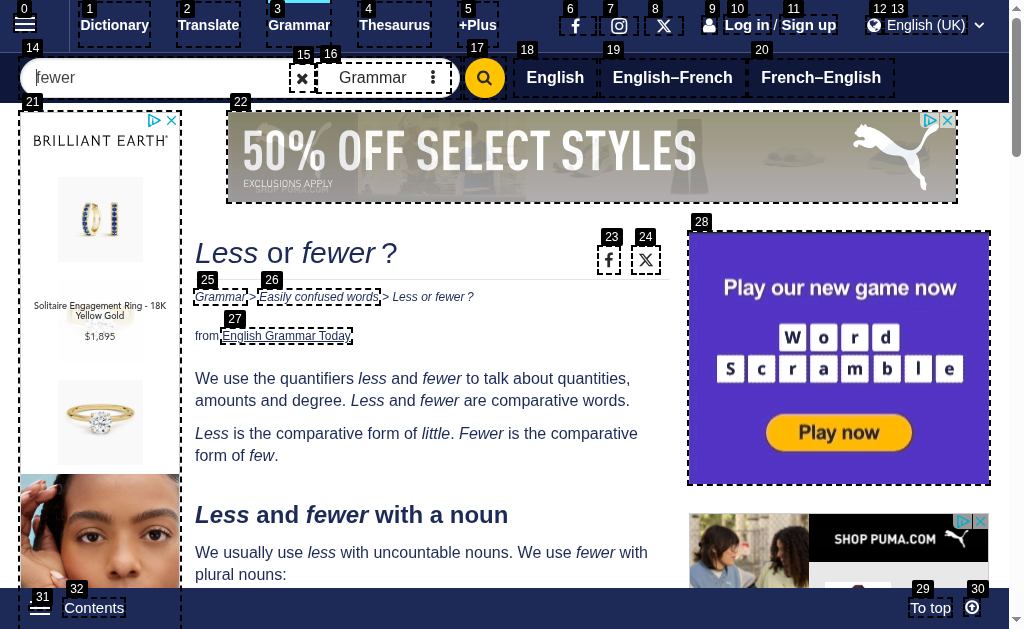 0 1 2 3 4 5 6 7 8 9 10 11 12 13
Dictionary Translate Grammar Thesaurus +Plus Log in / Sign up English (UK)
14 15 16 17 18 19 20
fewer Grammar English English–French French–English
21 22
BRILLIANT EARTH
50% OFF SELECT STYLES
EXCLUSIONS APPLY
SHOP PUMA.COM
Solitaire Engagement Ring - 18K
Yellow Gold
$1,895
23 24 28
Less or fewer ?
25 26
Grammar > Easily confused words > Less or fewer ?
27
from English Grammar Today
We use the quantifiers less and fewer to talk about quantities,
amounts and degree. Less and fewer are comparative words.
Less is the comparative form of little. Fewer is the comparative
form of few.
Less and fewer with a noun
We usually use less with uncountable nouns. We use fewer with
plural nouns:
Play our new game now
Word
Scramble
Play now
SHOP PUMA.COM
31 32 29 30
Contents To top